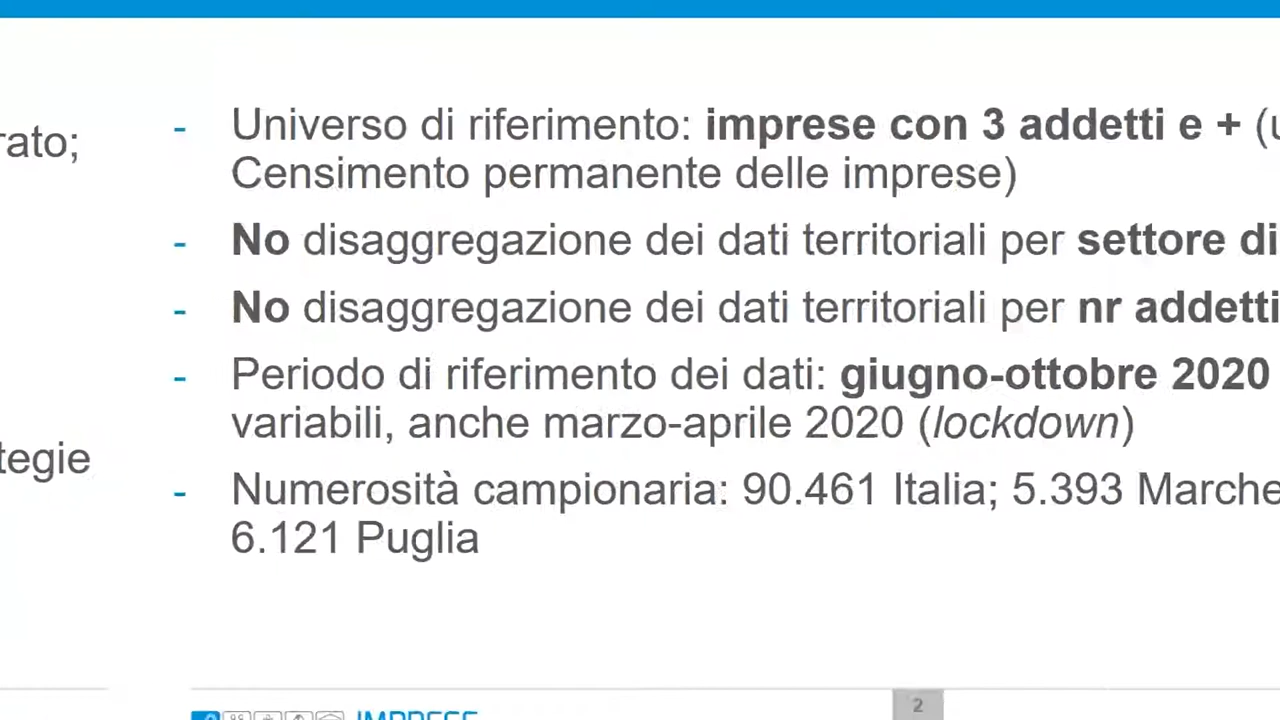 rato;
tegie
- Universo di riferimento: imprese con 3 addetti e + (u
Censimento permanente delle imprese)
- No disaggregazione dei dati territoriali per settore di
- No disaggregazione dei dati territoriali per nr addetti
- Periodo di riferimento dei dati: giugno-ottobre 2020
variabili, anche marzo-aprile 2020 (lockdown)
- Numerosità campionaria: 90.461 Italia; 5.393 Marche
6.121 Puglia
IMPRESE
2